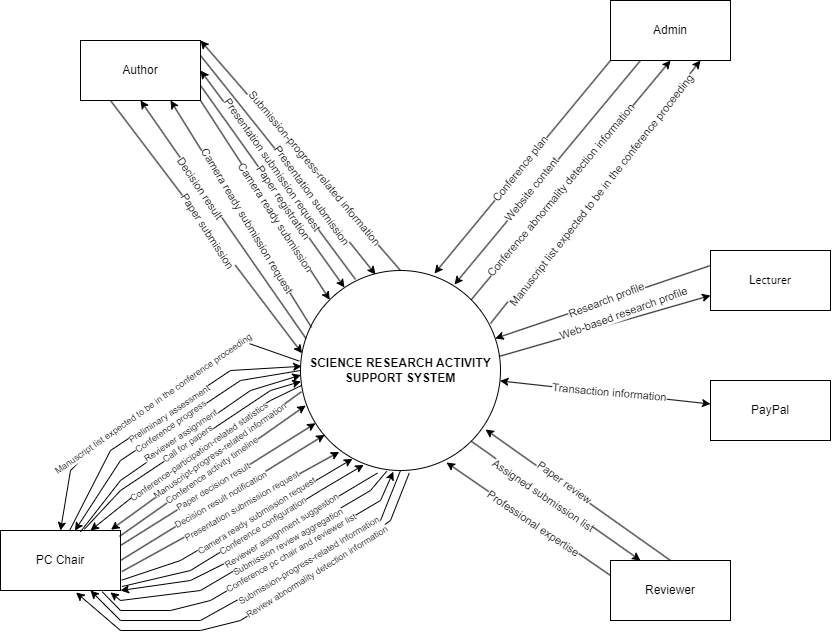 Admin
Author
Submission-progress-related information
Presentation submission
Presentation submission request
Paper registration
Camera ready submission
Camera ready submission request
Decision result
Paper submission
Conference plan
Website content
Conference abnormality detection information
Manuscript list expected to be in the conference proceeding
Lecturer
Research profile
Web-based research profile
SCIENCE RESEARCH ACTIVITY
SUPPORT SYSTEM
Transaction information
PayPal
Manuscript list expected to be in the conference proceeding
Preliminary assessment
Conference progress
Reviewer assignment
Call for papers
Conference-participation-related statistics
Manuscript-progress-related information
Conference activity timeline
Paper decision result
Decision result notification
Presentation submission request
Camera ready submission request
Conference configuration
Reviewer assignment suggestion
Submission review aggregation
Conference pc chair and reviewer list
Submission-progress-related information
Review abnormality detection information
PC Chair
Paper review
Assigned submission list
Professional expertise
Reviewer